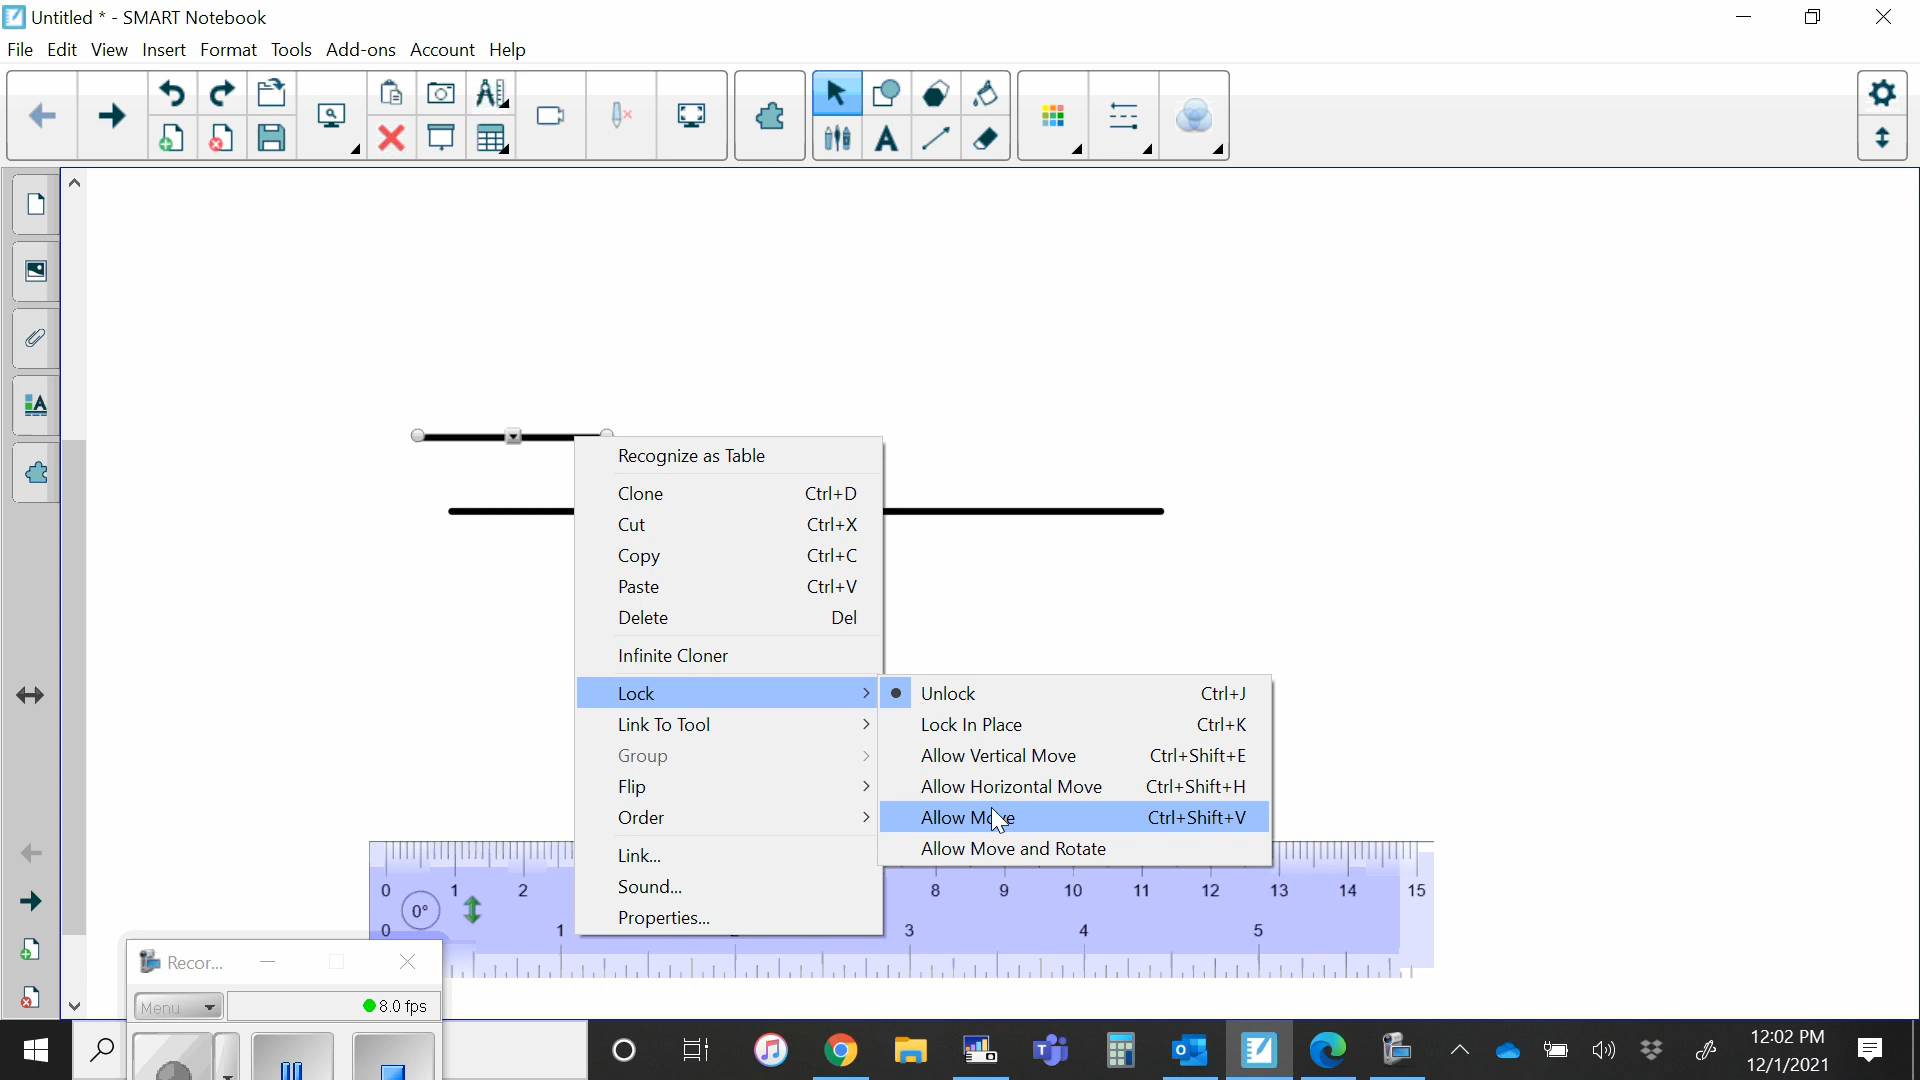 Untitled * - SMART Notebook
File Edit View Insert Format Tools Add-ons Account Help
Recognize as Table
Clone Ctrl+D
Cut Ctrl+X
Copy Ctrl+C
Paste Ctrl+V
Delete Del
Infinite Cloner
Lock
Link To Tool
Group
Flip
Order
Link...
Sound...
Properties...
Unlock Ctrl+J
Lock In Place Ctrl+K
Allow Vertical Move Ctrl+Shift+E
Allow Horizontal Move Ctrl+Shift+H
Allow Move Ctrl+Shift+V
Allow Move and Rotate
0 1 2 8 9 10 11 12 13 14 15
0°
0 1 3 4 5
Recor...
Menu 8.0 fps
12:02 PM
12/1/2021